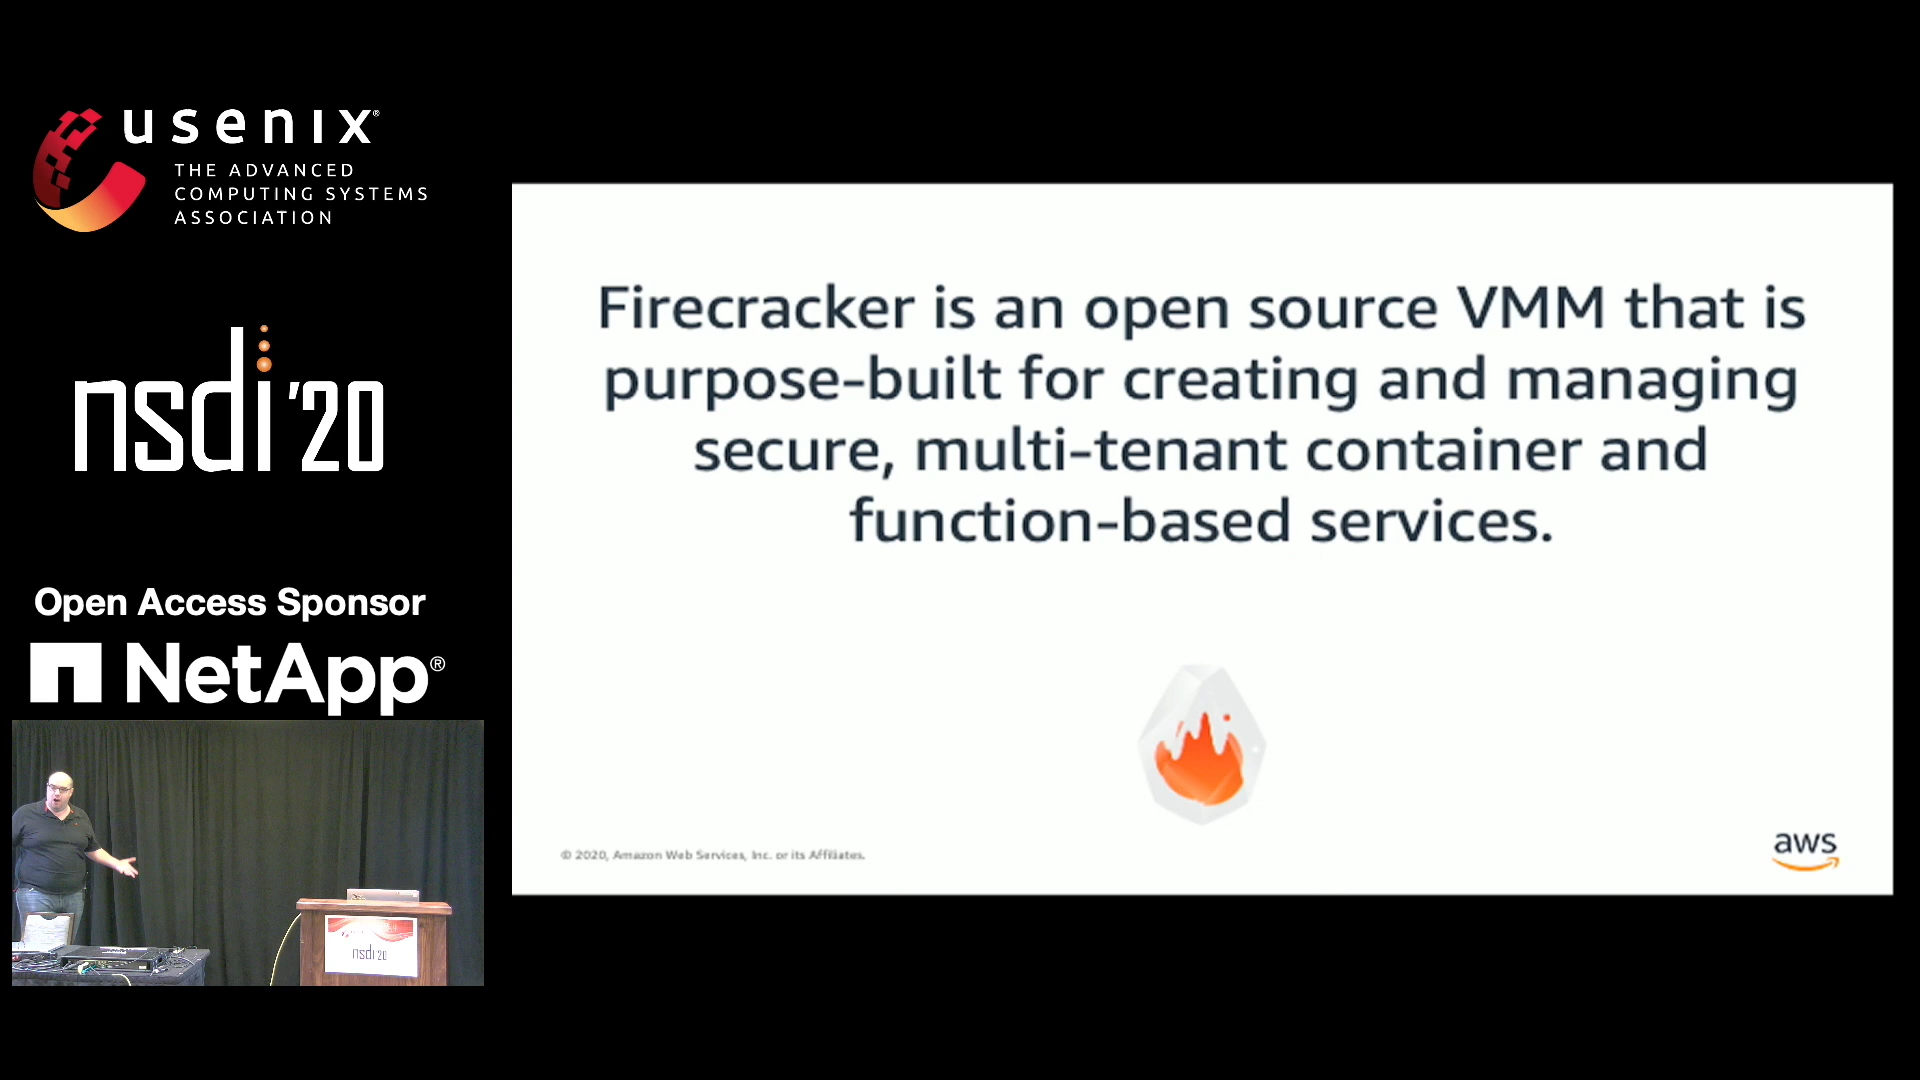 usenix®
THE ADVANCED
COMPUTING SYSTEMS
ASSOCIATION
nsdi '20
Open Access Sponsor
NetApp®
nsdi '20
Firecracker is an open source VMM that is
purpose-built for creating and managing
secure, multi-tenant container and
function-based services.
© 2020, Amazon Web Services, Inc. or its Affiliates.
aws